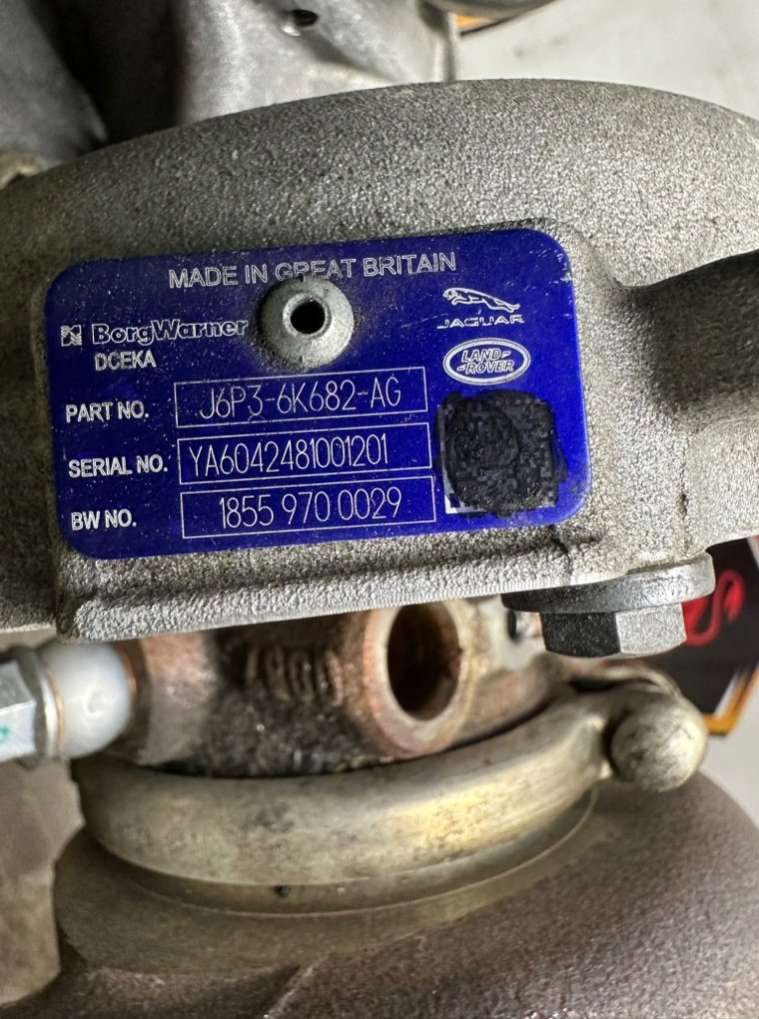 MADE IN GREAT BRITAIN
BorgWarner
DCEKA
JAGUAR
LAND-
-ROVER
PART NO. J6P3-6K682-AG
SERIAL NO. YA6042481001201
BW NO. 1855 970 0029